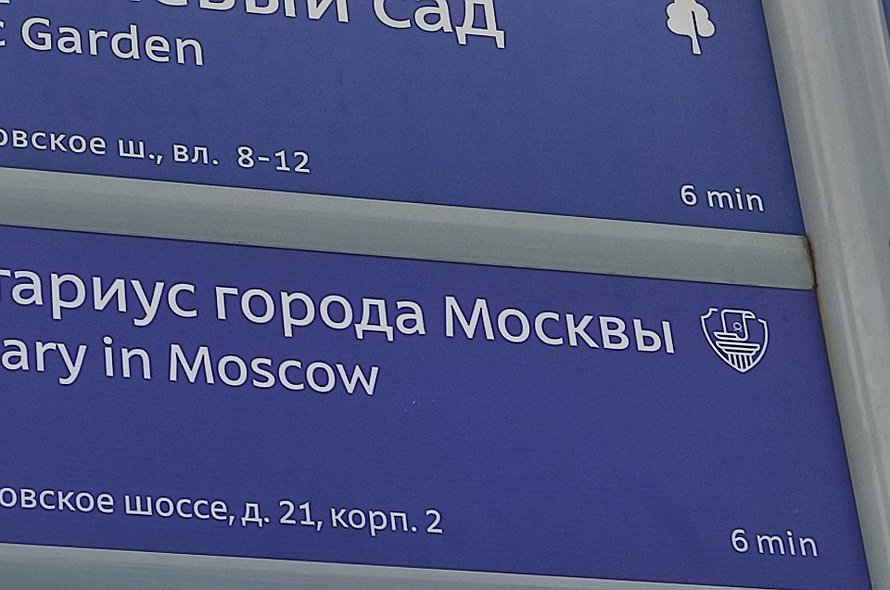 сад
Garden
овское ш., вл. 8-12
6 min
тариус города Москвы
ary in Moscow
овское шоссе, д. 21, корп. 2
6 min